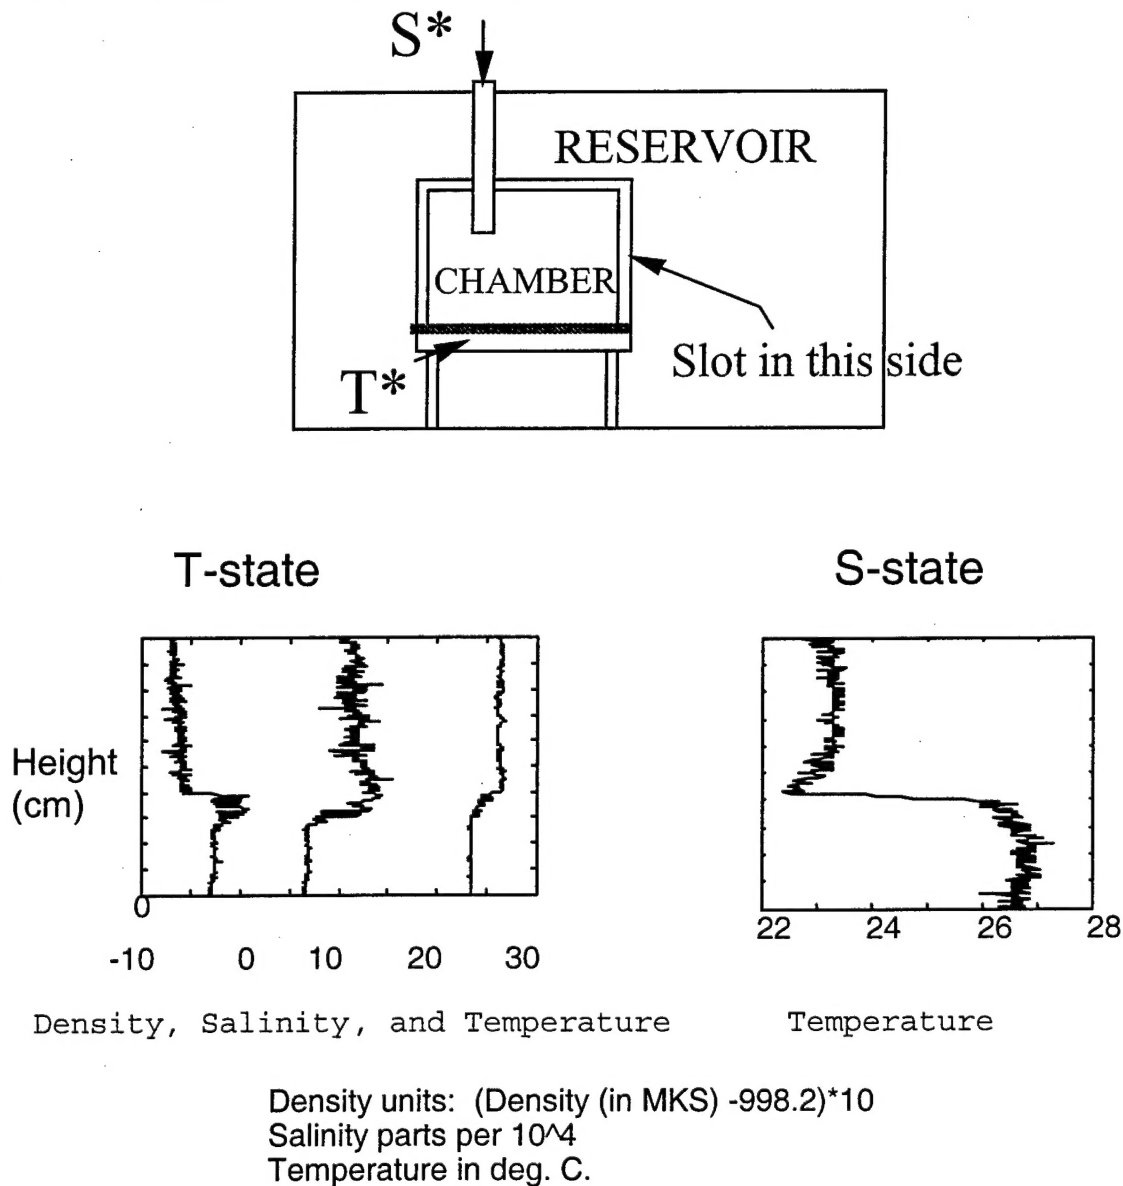 S*
RESERVOIR
CHAMBER
T*
Slot in this side
T-state
S-state
Height
(cm)
0
-10 0 10 20 30
22 24 26 28
Density, Salinity, and Temperature
Temperature
Density units: (Density (in MKS) -998.2)*10
Salinity parts per 10^4
Temperature in deg. C.